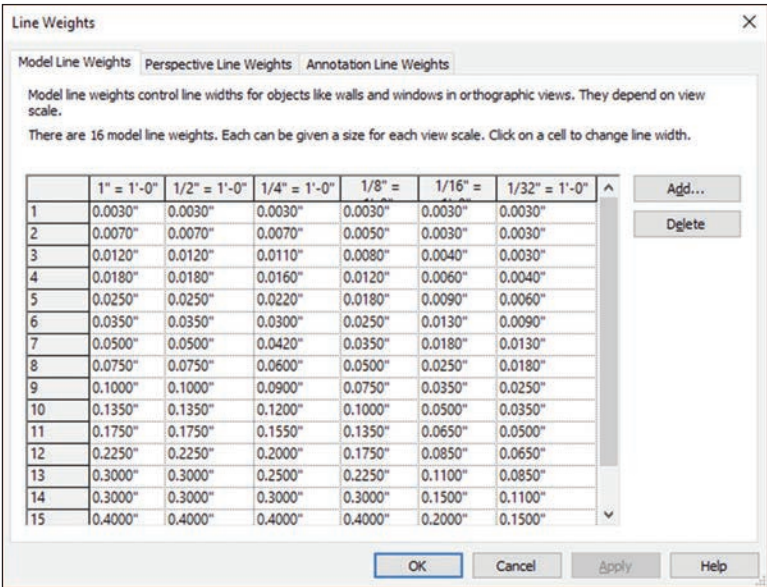 Line Weights
Model Line Weights Perspective Line Weights Annotation Line Weights
Model line weights control line widths for objects like walls and windows in orthographic views. They depend on view
scale.
There are 16 model line weights. Each can be given a size for each view scale. Click on a cell to change line width.
1" = 1'-0" 1/2" = 1'-0" 1/4" = 1'-0" 1/8" = 1/16" = 1/32" = 1'-0"
Add...
1 0.0030" 0.0030" 0.0030" 0.0030" 0.0030" 0.0030"
2 0.0070" 0.0070" 0.0070" 0.0050" 0.0030" 0.0030"
Delete
3 0.0120" 0.0120" 0.0110" 0.0080" 0.0040" 0.0030"
4 0.0180" 0.0180" 0.0160" 0.0120" 0.0060" 0.0040"
5 0.0250" 0.0250" 0.0220" 0.0180" 0.0090" 0.0060"
6 0.0350" 0.0350" 0.0300" 0.0250" 0.0130" 0.0090"
7 0.0500" 0.0500" 0.0420" 0.0350" 0.0180" 0.0130"
8 0.0750" 0.0750" 0.0600" 0.0500" 0.0250" 0.0180"
9 0.1000" 0.1000" 0.0900" 0.0750" 0.0350" 0.0250"
10 0.1350" 0.1350" 0.1200" 0.1000" 0.0500" 0.0350"
11 0.1750" 0.1750" 0.1550" 0.1350" 0.0650" 0.0500"
12 0.2250" 0.2250" 0.2000" 0.1750" 0.0850" 0.0650"
13 0.3000" 0.3000" 0.2500" 0.2250" 0.1100" 0.0850"
14 0.3000" 0.3000" 0.3000" 0.3000" 0.1500" 0.1100"
15 0.4000" 0.4000" 0.4000" 0.4000" 0.2000" 0.1500"
OK Cancel Apply Help